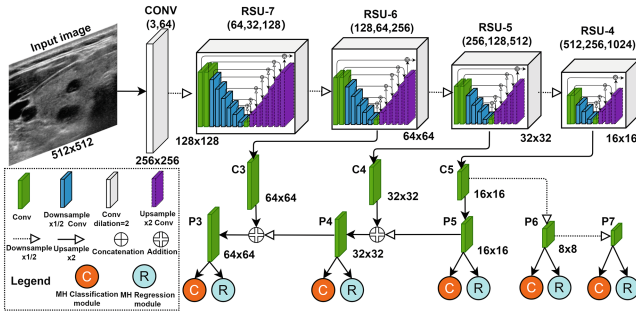 Input image
512x512
CONV
(3,64)
256x256
RSU-7
(64,32,128)
128x128
RSU-6
(128,64,256)
64x64
RSU-5
(256,128,512)
32x32
RSU-4
(512,256,1024)
16x16
C3
64x64
C4
32x32
C5
16x16
P3
64x64
P4
32x32
P5
16x16
P6
8x8
P7
C R
C R
C R
C R
C R
Conv
Downsample
x1/2 Conv
Conv
dilation=2
Upsample
x2 Conv
Downsample
x1/2
Upsample
x2
Concatenation
Addition
Legend
C
MH Classification
module
R
MH Regression
module